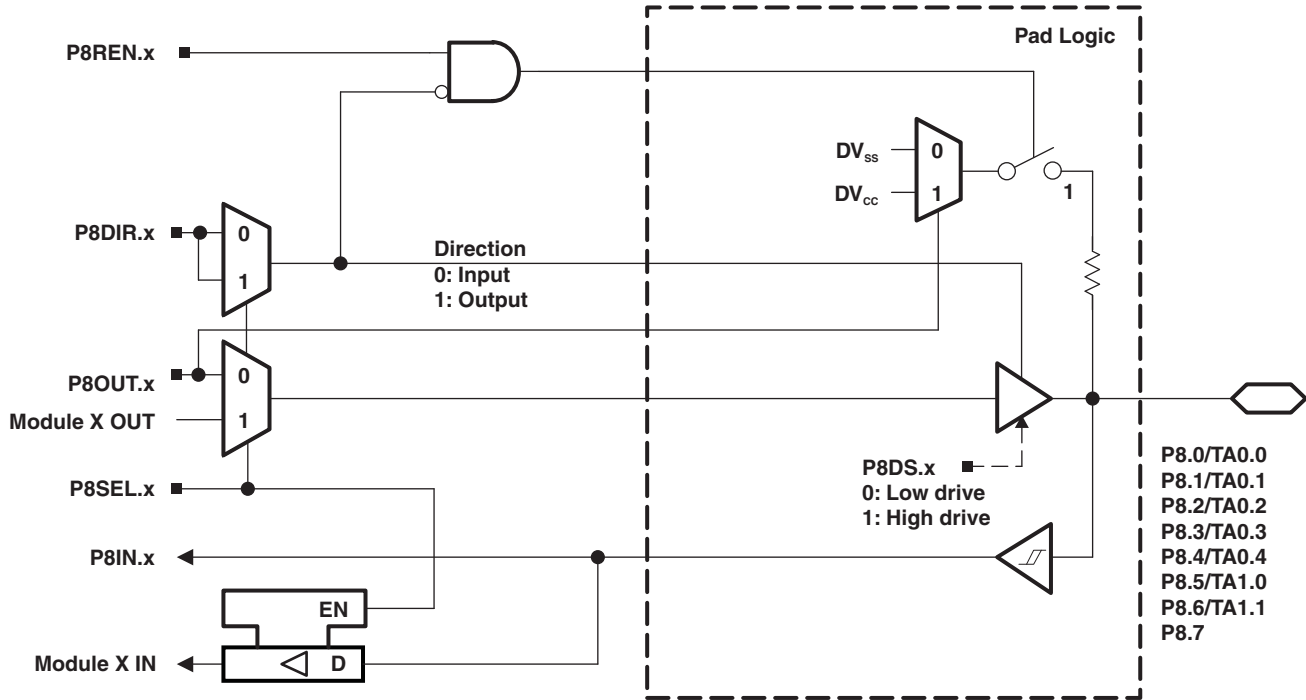 Pad Logic
P8REN.x
DVss
0
DVcc
1
1
P8DIR.x
0
1
Direction
0: Input
1: Output
P8OUT.x
0
Module X OUT
1
P8DS.x
0: Low drive
1: High drive
P8SEL.x
P8.0/TA0.0
P8.1/TA0.1
P8.2/TA0.2
P8.3/TA0.3
P8.4/TA0.4
P8.5/TA1.0
P8.6/TA1.1
P8.7
P8IN.x
EN
Module X IN
D